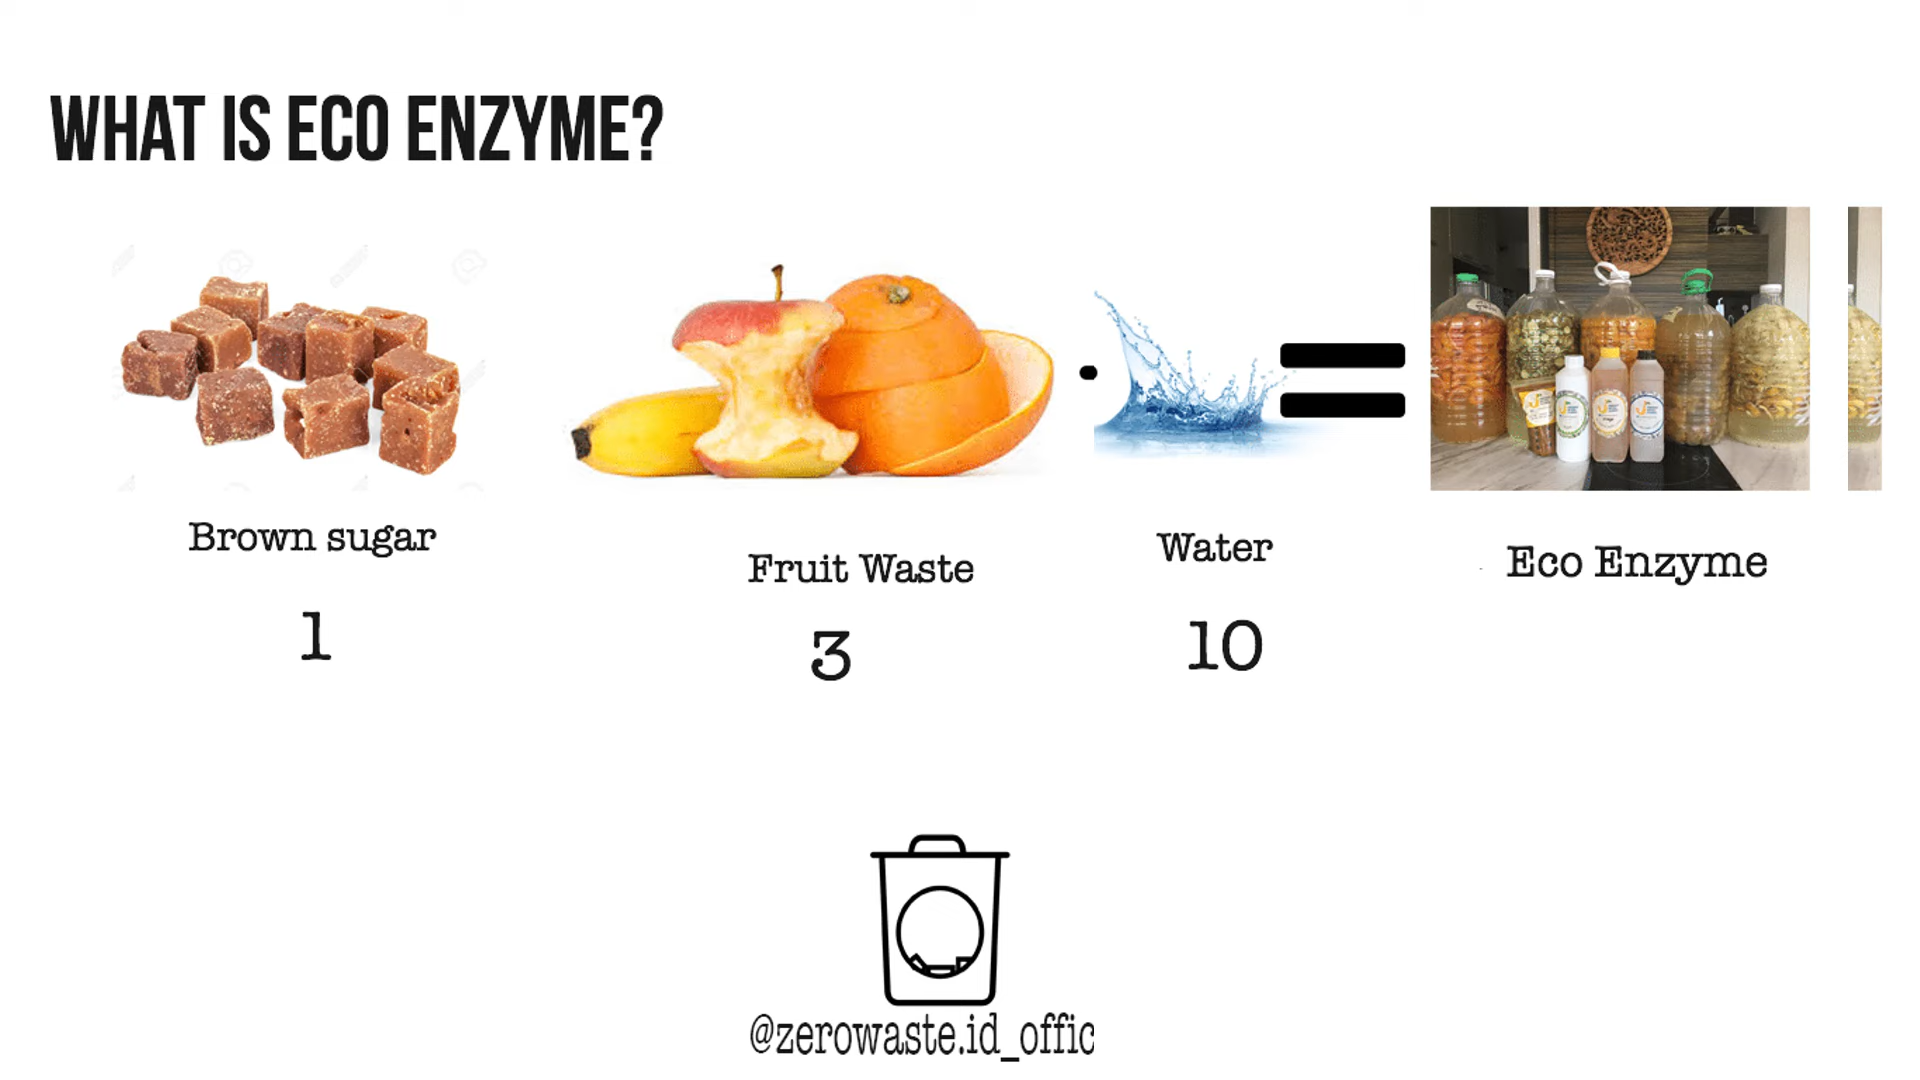 WHAT IS ECO ENZYME?
Brown sugar
Fruit Waste
Water
Eco Enzyme
1
3
10
@zerowaste.id_offic